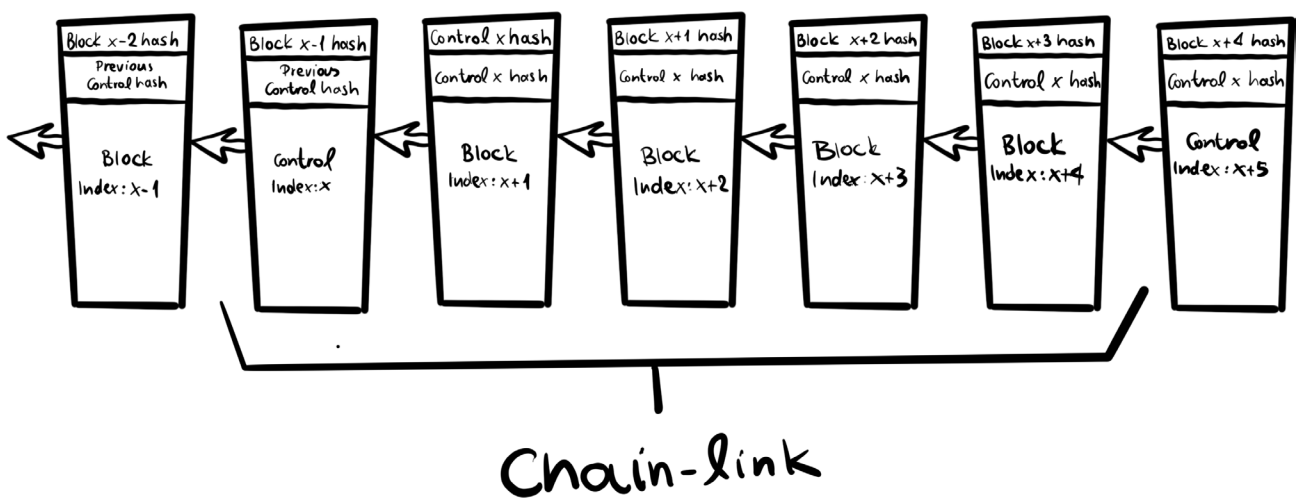 Block x-2 hash
Previous
Control hash
Block
Index: x-1
Block x-1 hash
Previous
Control hash
Control
Index: x
Control x hash
Control x hash
Block
Index: x+1
Block x+1 hash
Control x hash
Block
Index: x+2
Block x+2 hash
Control x hash
Block
Index: x+3
Block x+3 hash
Control x hash
Block
Index: x+4
Block x+4 hash
Control x hash
Control
Index: x+5
Chain-link